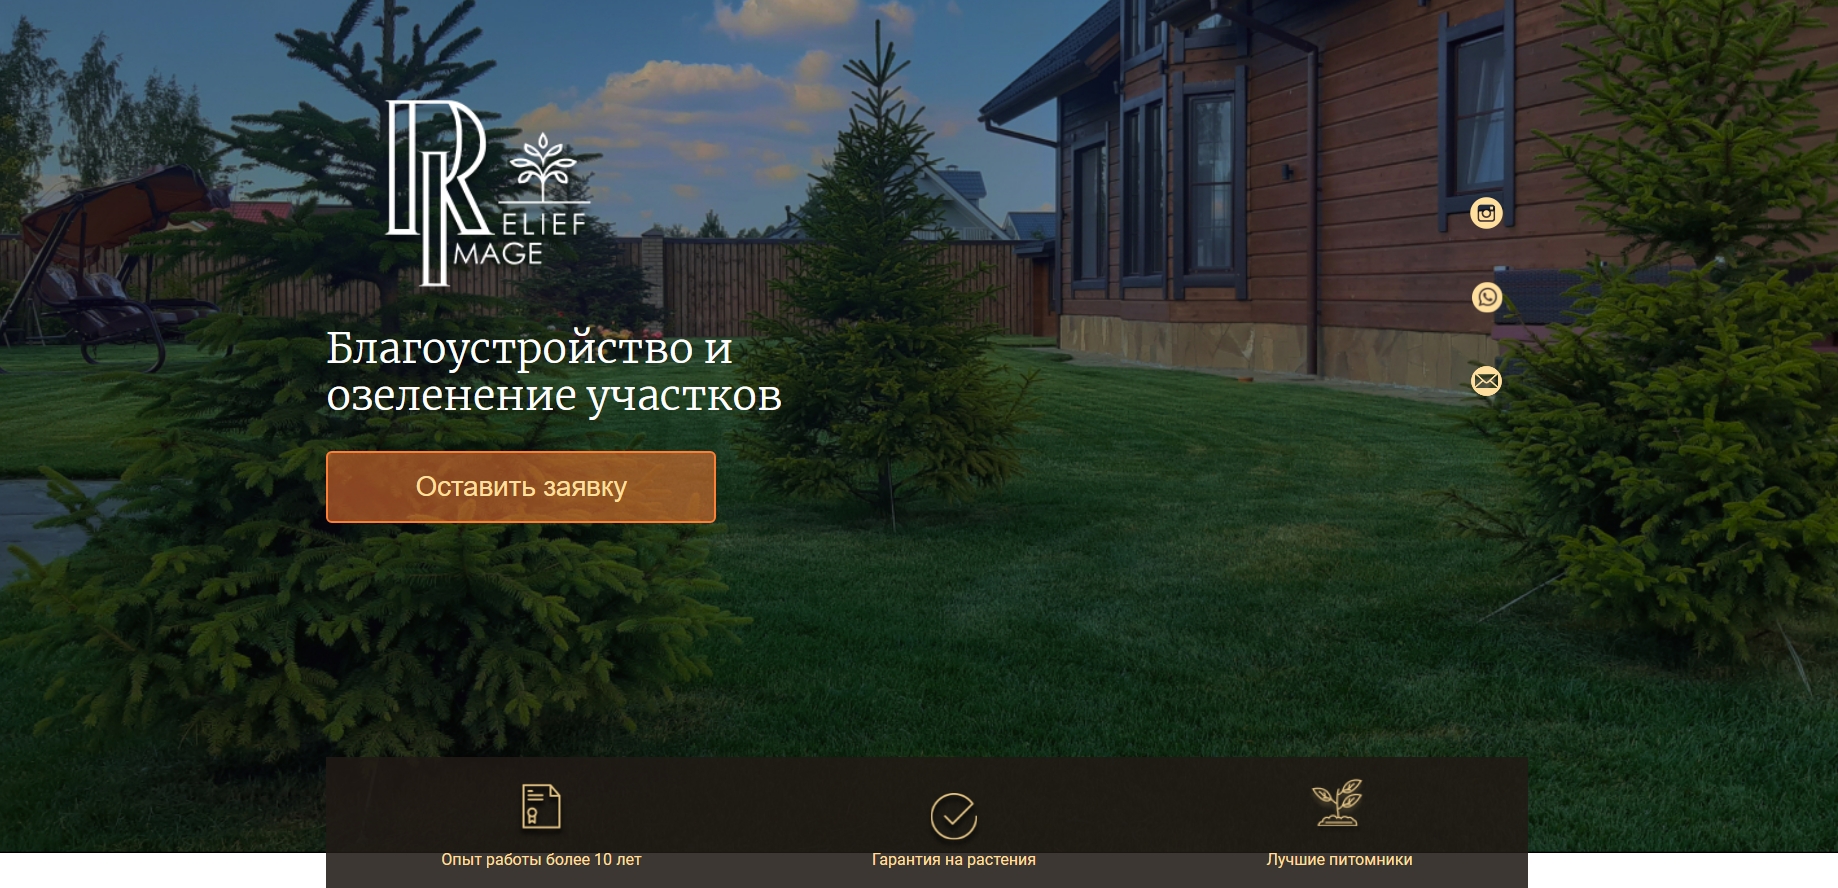 RELIEF
IMAGE
Благоустройство и
озеленение участков
Оставить заявку
Опыт работы более 10 лет
Гарантия на растения
Лучшие питомники